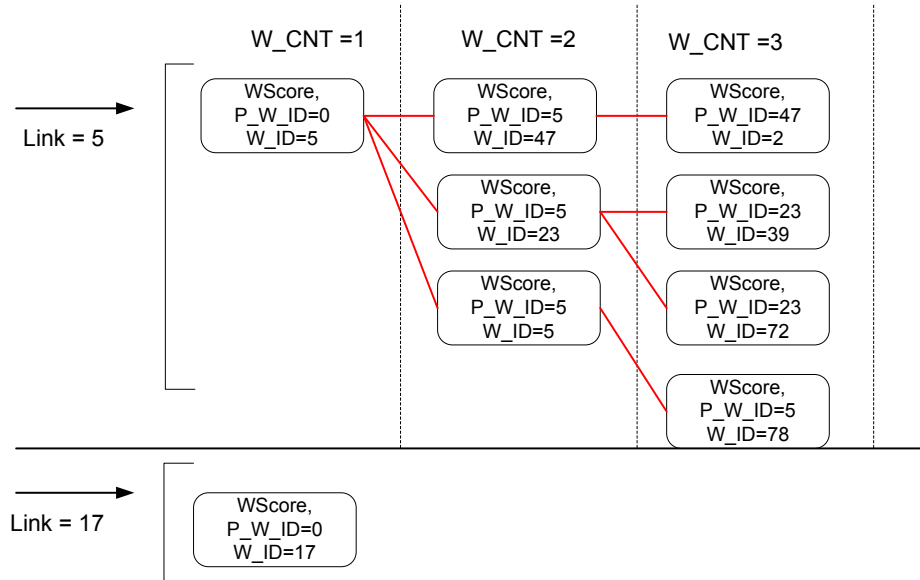 W_CNT =1
W_CNT =2
W_CNT =3
Link = 5
WScore,
P_W_ID=0
W_ID=5
WScore,
P_W_ID=5
W_ID=47
WScore,
P_W_ID=47
W_ID=2
WScore,
P_W_ID=5
W_ID=23
WScore,
P_W_ID=23
W_ID=39
WScore,
P_W_ID=5
W_ID=5
WScore,
P_W_ID=23
W_ID=72
WScore,
P_W_ID=5
W_ID=78
Link = 17
WScore,
P_W_ID=0
W_ID=17